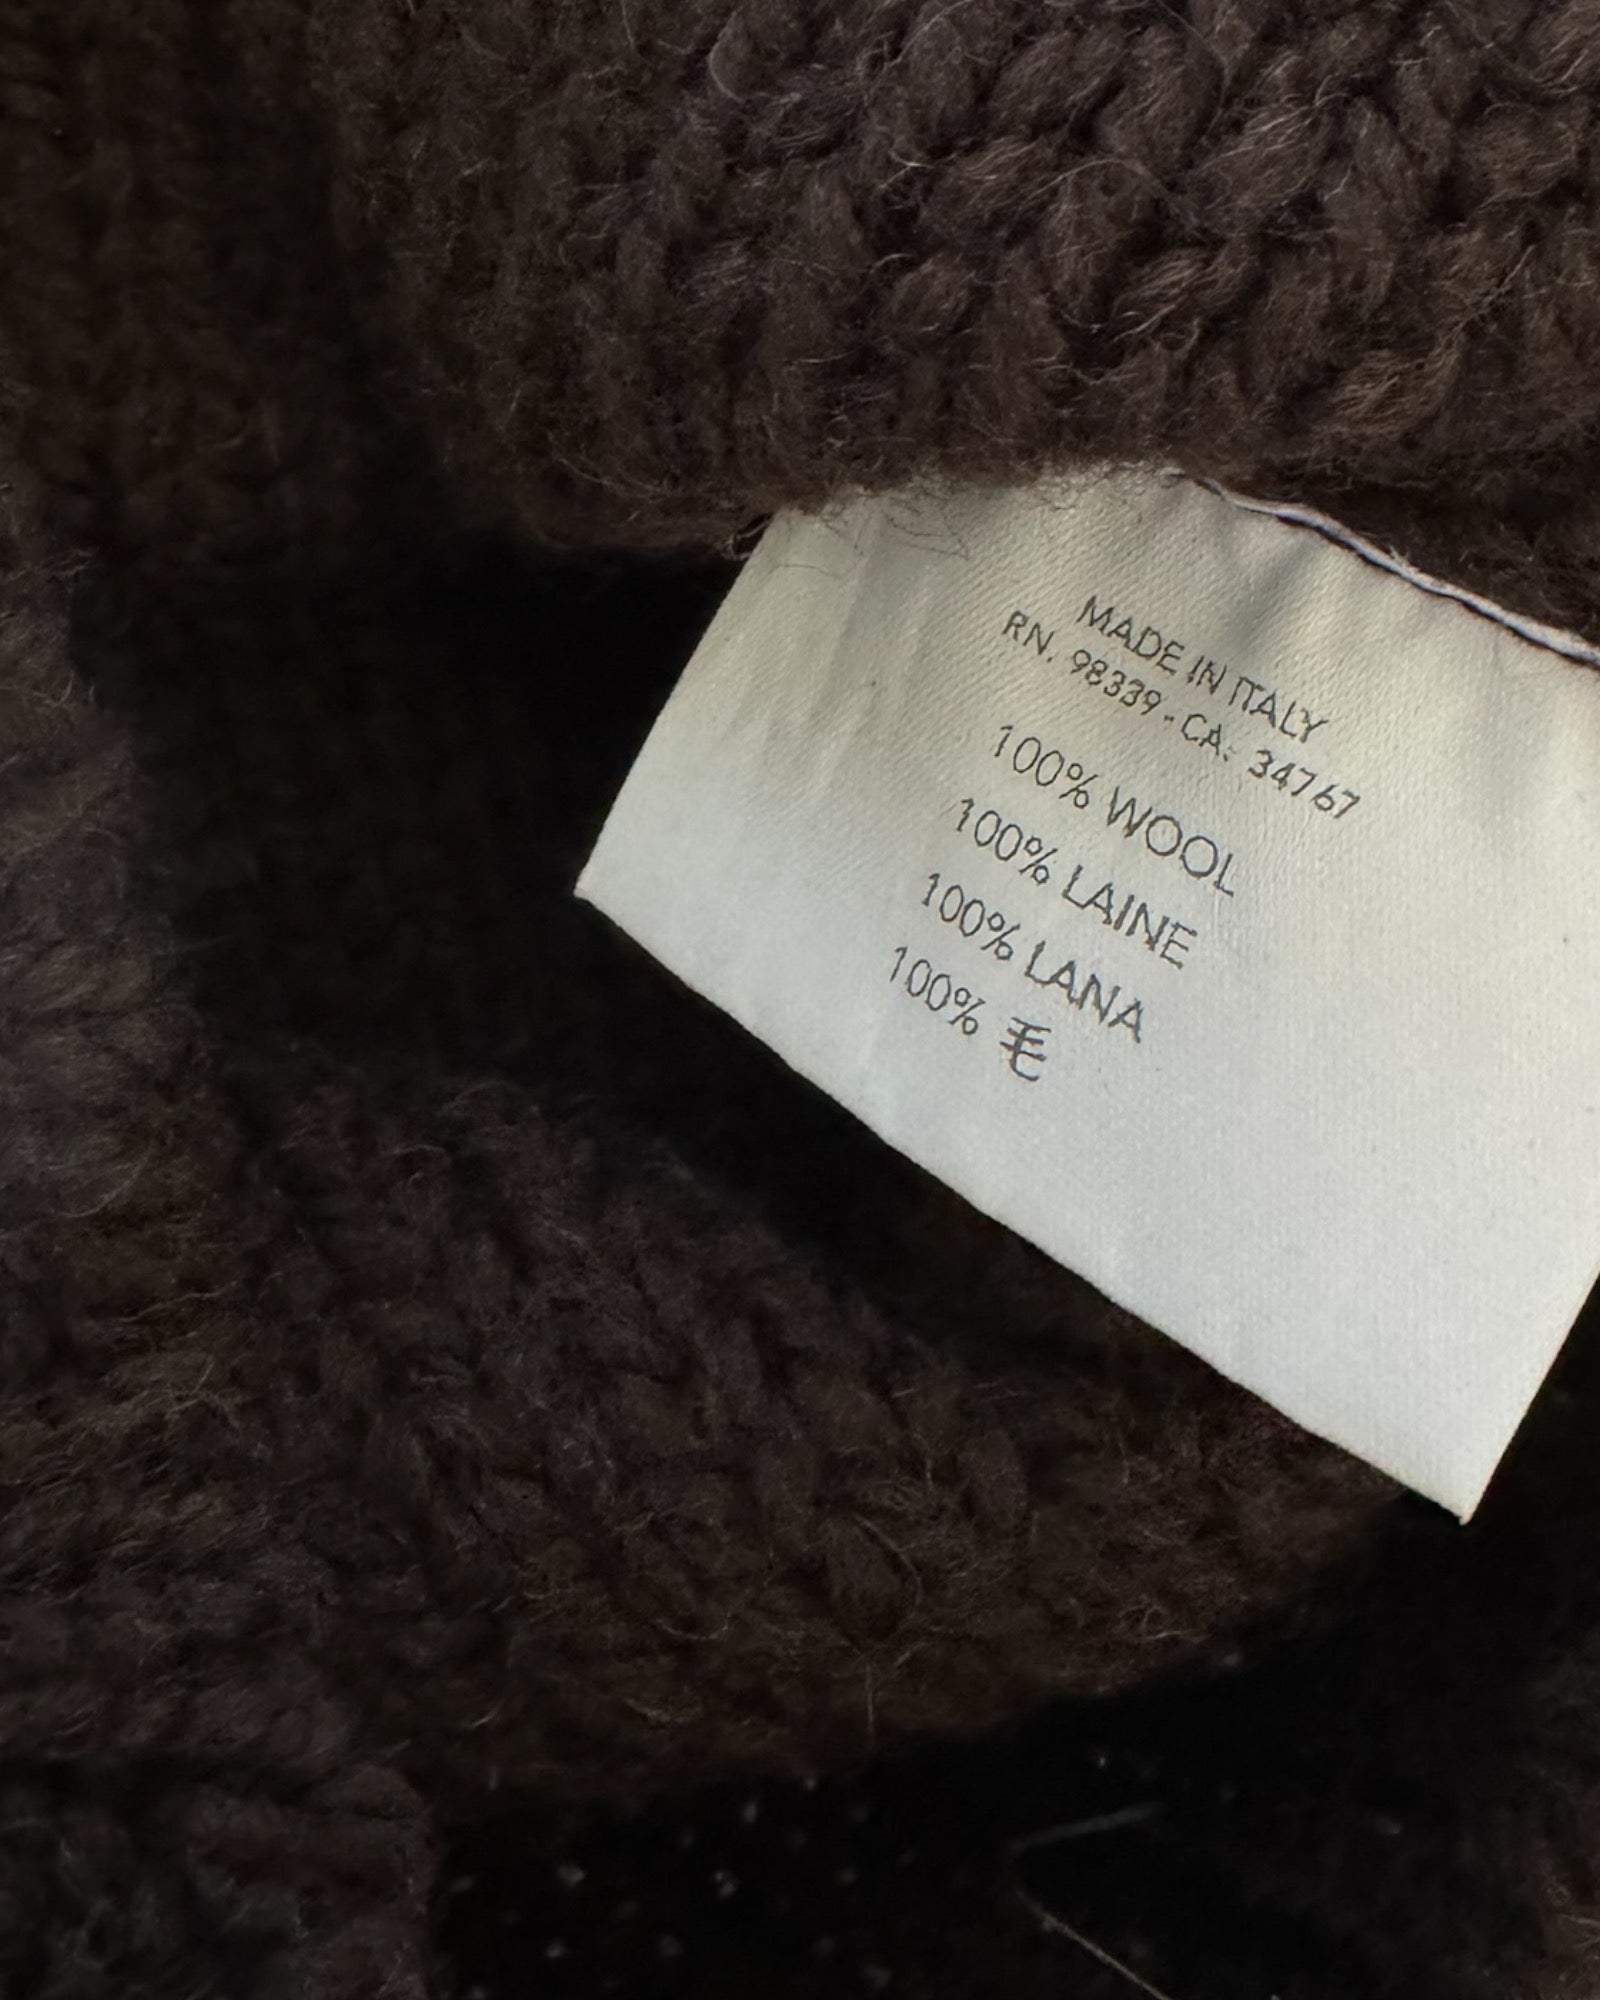 MADE IN ITALY
RN. 98339 - CA: 34767
100% WOOL
100% LAINE
100% LANA
100% 毛